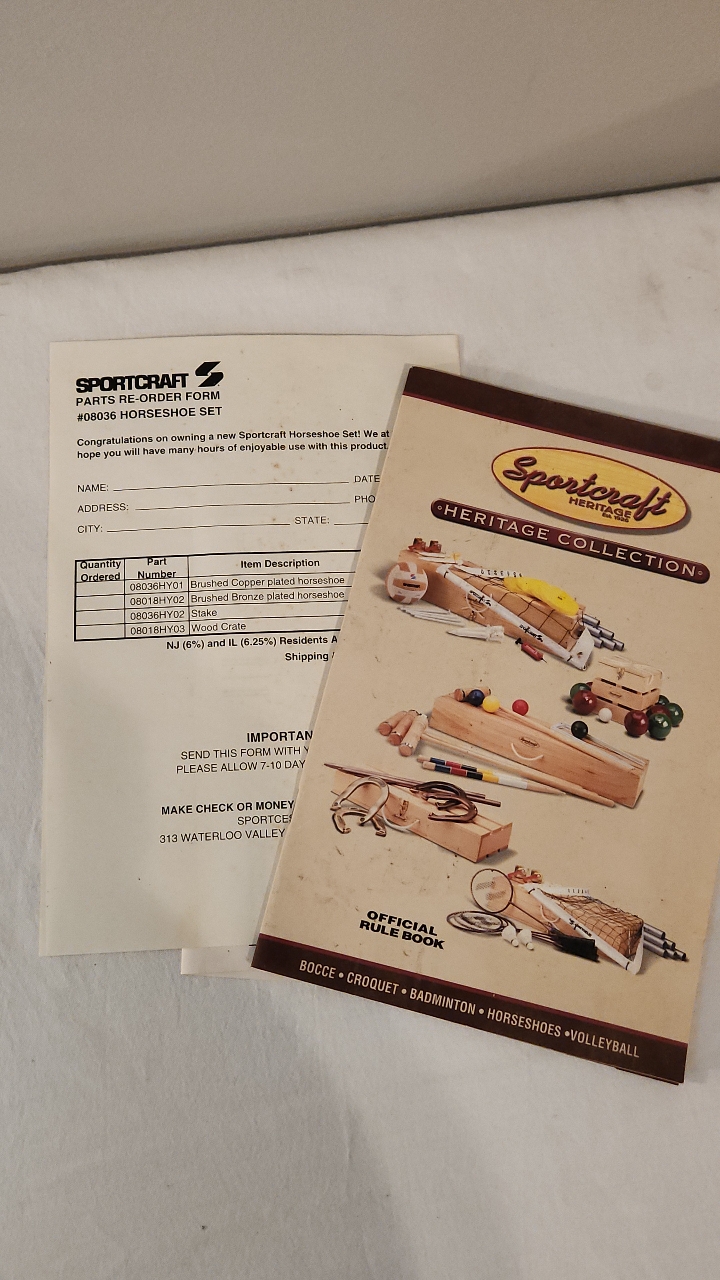 SPORTCRAFT
PARTS RE-ORDER FORM
#08036 HORSESHOE SET
Congratulations on owning a new Sportcraft Horseshoe Set! We at
hope you will have many hours of enjoyable use with this product.
NAME: DATE
ADDRESS: PHO
CITY: STATE:
Quantity Ordered Part Number Item Description
08036HY01 Brushed Copper plated horseshoe
08018HY02 Brushed Bronze plated horseshoe
08036HY02 Stake
08018HY03 Wood Crate
NJ (6%) and IL (6.25%) Residents A
Shipping
IMPORTAN
SEND THIS FORM WITH Y
PLEASE ALLOW 7-10 DAY
MAKE CHECK OR MONEY
SPORTCE
313 WATERLOO VALLEY
Sportcraft
HERITAGE
HERITAGE COLLECTION
OFFICIAL
RULE BOOK
BOCCE • CROQUET • BADMINTON • HORSESHOES •VOLLEYBALL